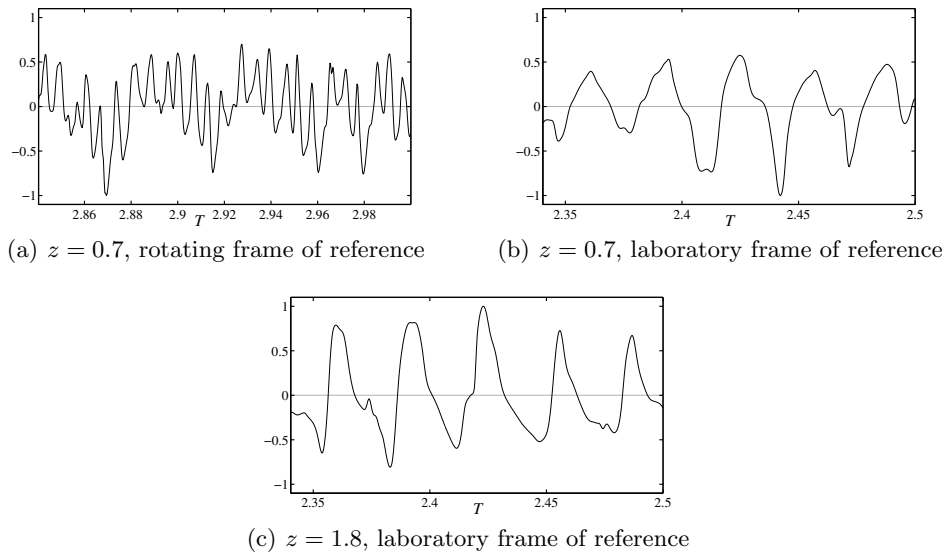 1
0.5
0
−0.5
−1
2.86 2.88 2.9 2.92 2.94 2.96 2.98
T
(a) z = 0.7, rotating frame of reference
1
0.5
0
−0.5
−1
2.35 2.4 2.45 2.5
T
(b) z = 0.7, laboratory frame of reference
1
0.5
0
−0.5
−1
2.35 2.4 2.45 2.5
T
(c) z = 1.8, laboratory frame of reference